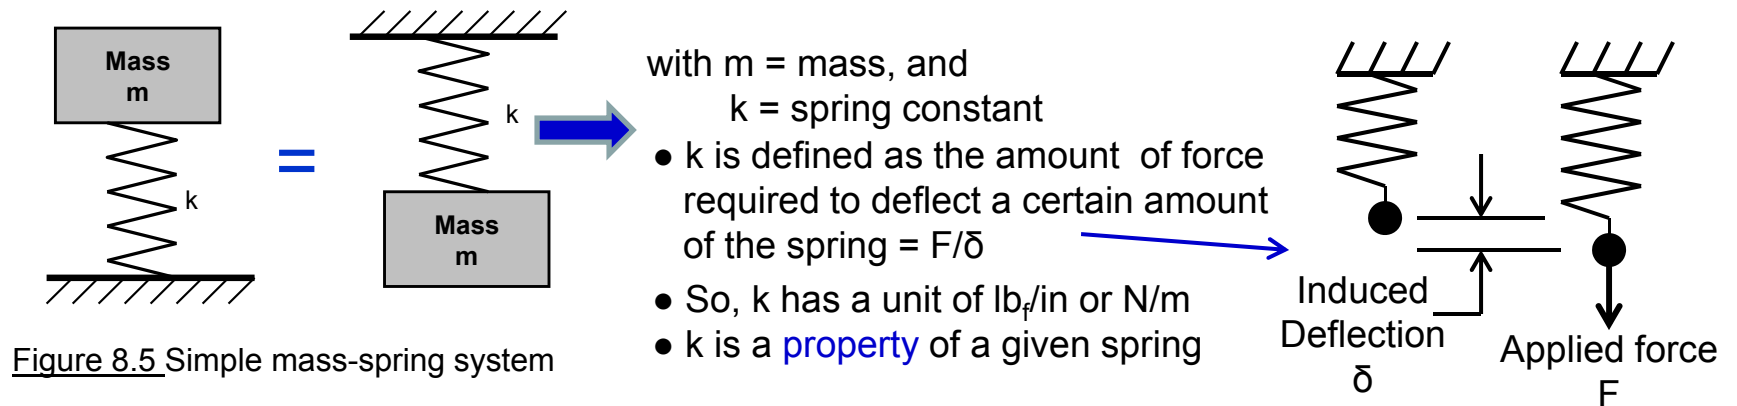 Mass
m
k
=
k
Mass
m
Figure 8.5 Simple mass-spring system
with m = mass, and
k = spring constant
● k is defined as the amount of force
required to deflect a certain amount
of the spring = F/δ
● So, k has a unit of lbf/in or N/m
● k is a property of a given spring
Induced
Deflection
δ
Applied force
F